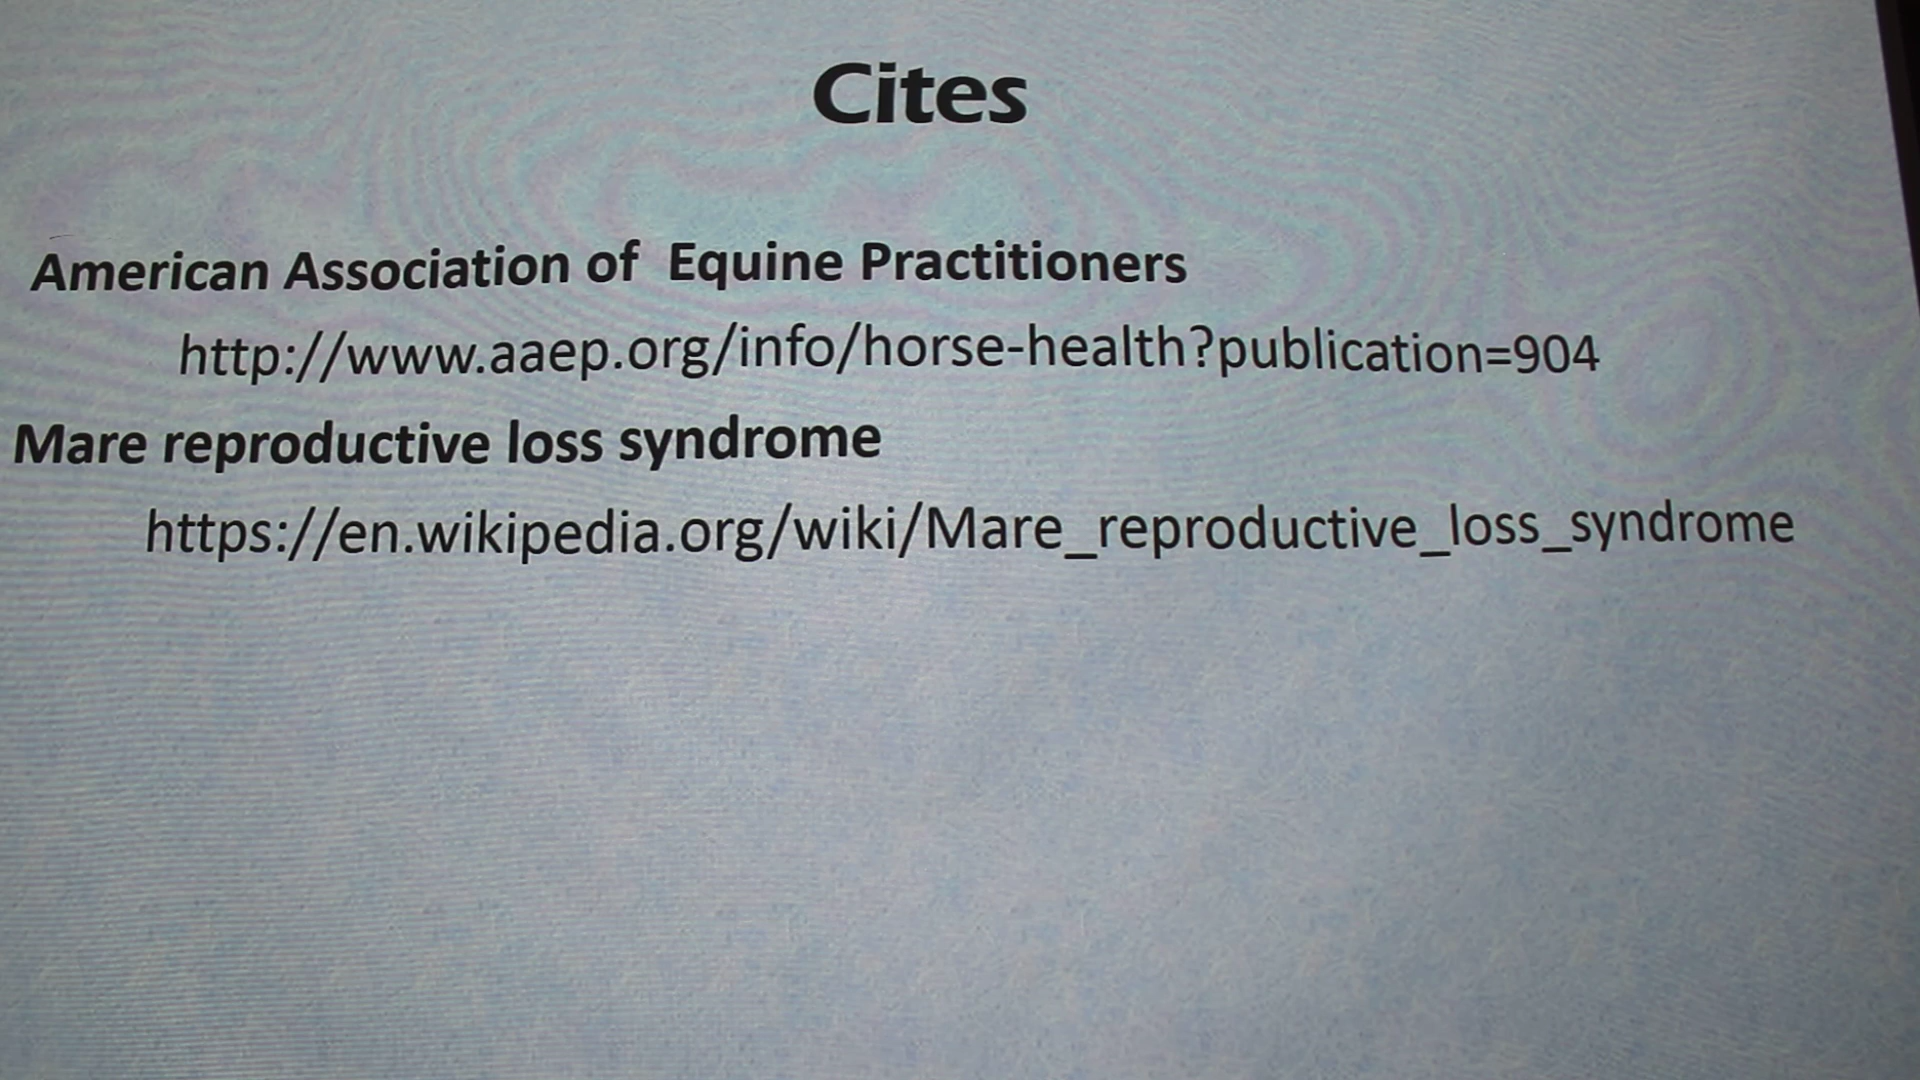 Cites
American Association of Equine Practitioners
http://www.aaep.org/info/horse-health?publication=904
Mare reproductive loss syndrome
https://en.wikipedia.org/wiki/Mare_reproductive_loss_syndrome